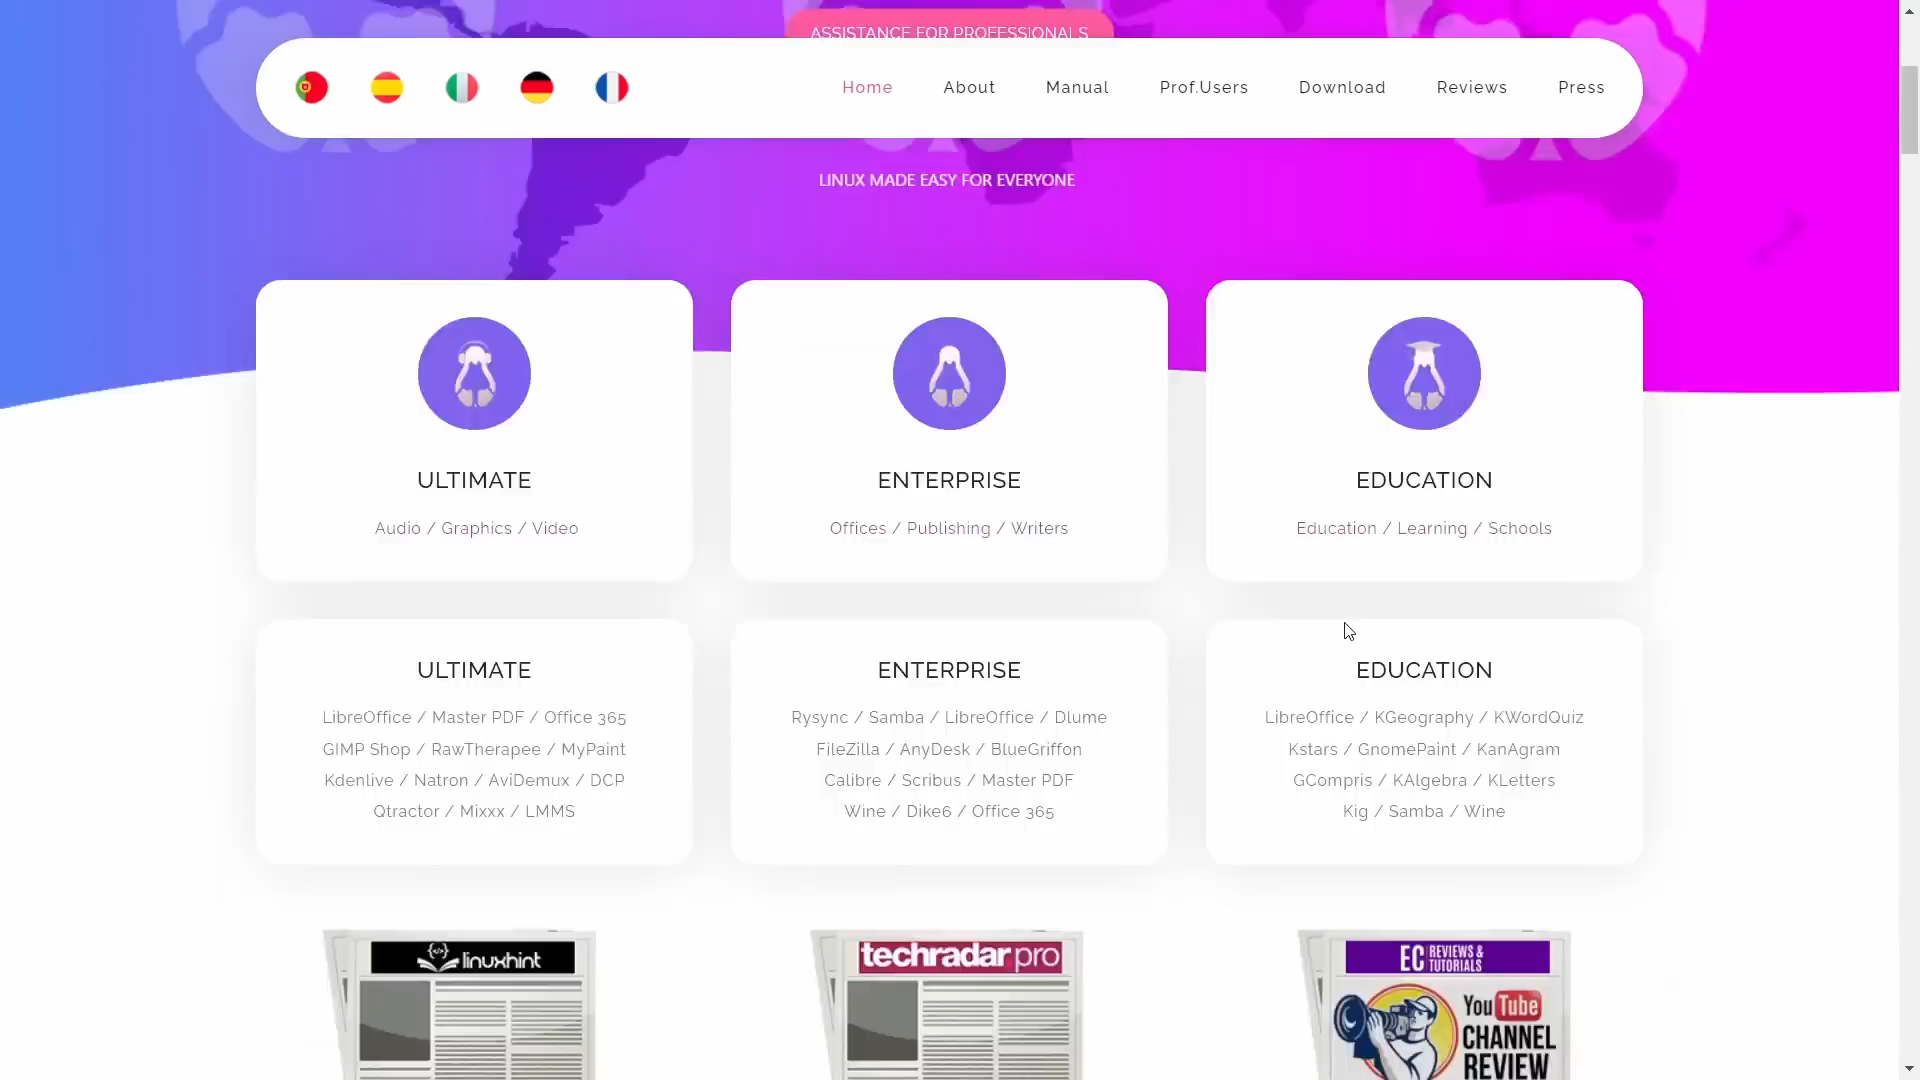 ASSISTANCE FOR PROFESSIONALS
Home About Manual Prof.Users Download Reviews Press
LINUX MADE EASY FOR EVERYONE
ULTIMATE
Audio / Graphics / Video
ENTERPRISE
Offices / Publishing / Writers
EDUCATION
Education / Learning / Schools
ULTIMATE
LibreOffice / Master PDF / Office 365
GIMP Shop / RawTherapee / MyPaint
Kdenlive / Natron / AviDemux / DCP
Qtractor / Mixxx / LMMS
ENTERPRISE
Rysync / Samba / LibreOffice / Dlume
FileZilla / AnyDesk / BlueGriffon
Calibre / Scribus / Master PDF
Wine / Dike6 / Office 365
EDUCATION
LibreOffice / KGeography / KWordQuiz
Kstars / GnomePaint / KanAgram
GCompris / KAlgebra / KLetters
Kig / Samba / Wine
linuxhint
techradar pro
EC REVIEWS &
TUTORIALS
YouTube
CHANNEL
REVIEW